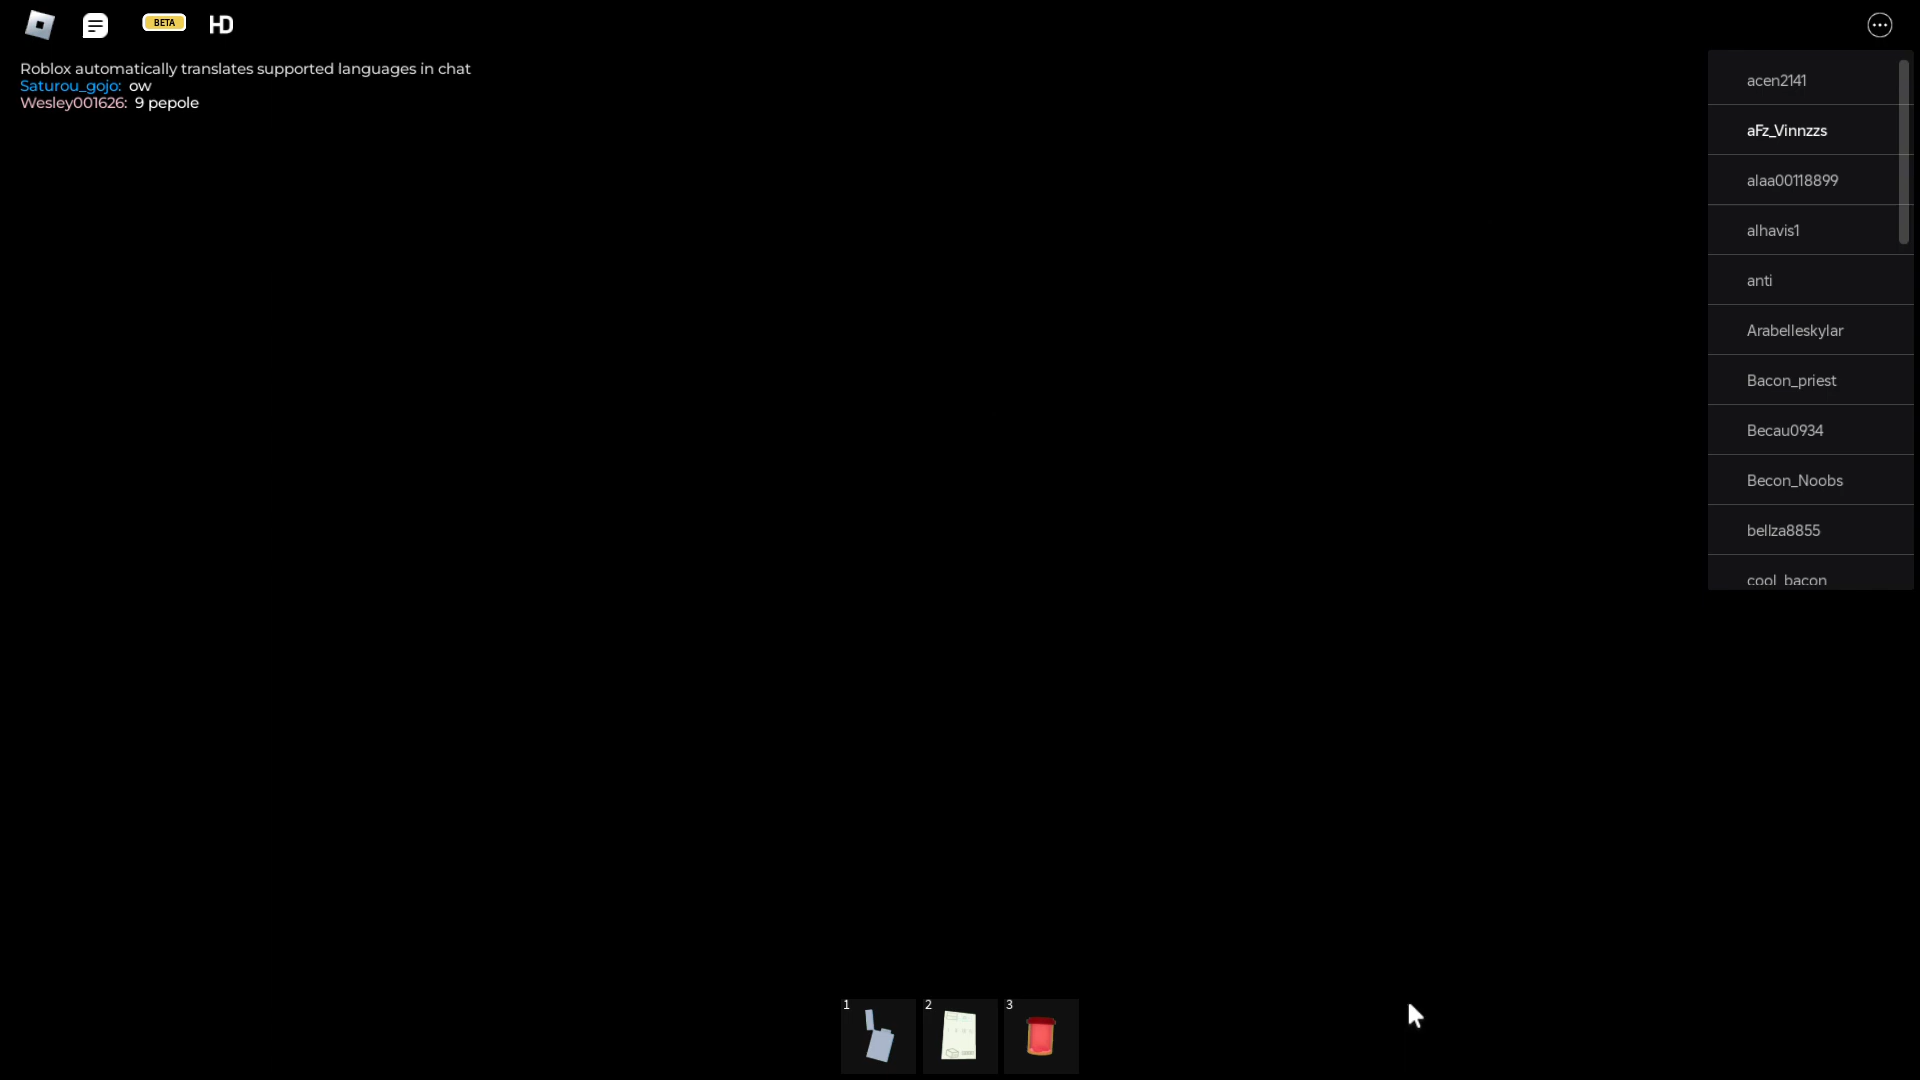 BETA
HD
Roblox automatically translates supported languages in chat
Saturou_gojo: ow
Wesley001626: 9 pepole
acen2141
aFz_Vinnzzs
alaa00118899
alhavis1
anti
Arabelleskylar
Bacon_priest
Becau0934
Becon_Noobs
bellza8855
cool_bacon
1 2 3